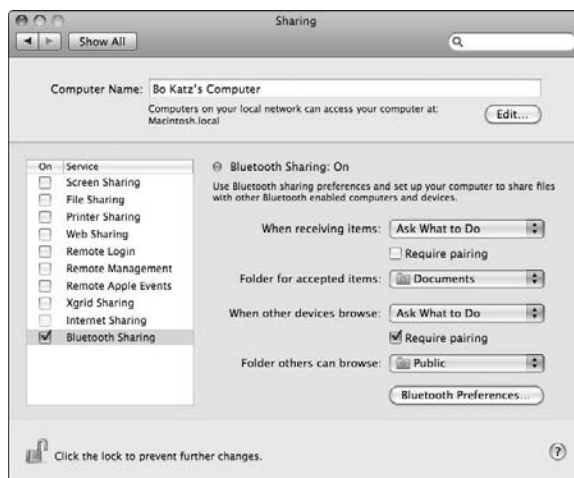 Sharing
Show All
Computer Name: Bo Katz's Computer
Computers on your local network can access your computer at:
Macintosh.local
Edit...
On Service
Screen Sharing
File Sharing
Printer Sharing
Web Sharing
Remote Login
Remote Management
Remote Apple Events
Xgrid Sharing
Internet Sharing
Bluetooth Sharing
Bluetooth Sharing: On
Use Bluetooth sharing preferences and set up your computer to share files
with other Bluetooth enabled computers and devices.
When receiving items: Ask What to Do
Require pairing
Folder for accepted items: Documents
When other devices browse: Ask What to Do
Require pairing
Folder others can browse: Public
Bluetooth Preferences...
Click the lock to prevent further changes.
?